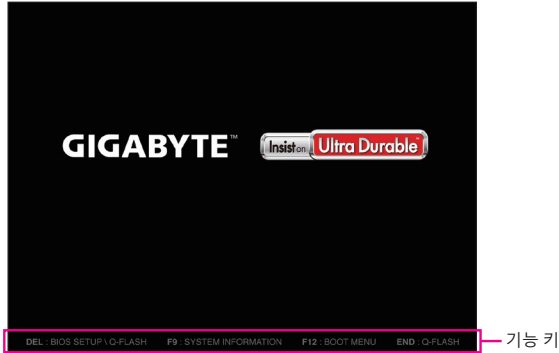 GIGABYTE™
Insist on Ultra Durable™
DEL : BIOS SETUP \ Q-FLASH F9 : SYSTEM INFORMATION F12 : BOOT MENU END : Q-FLASH
기능 키